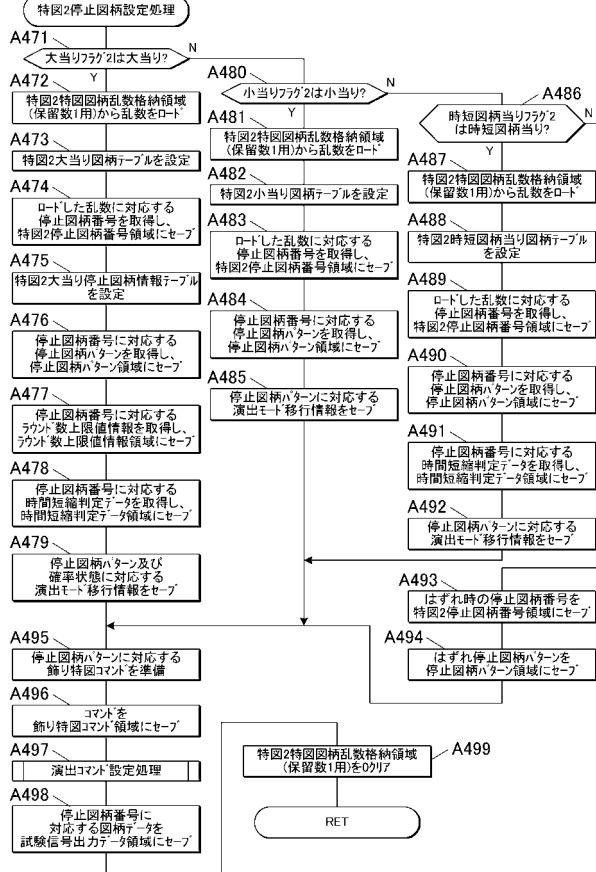 特図2停止図柄設定処理
A471
大当りフラグ2は大当り?
N
Y
A472
特図2特図図柄乱数格納領域
(保留数1用)から乱数をロード
A473
特図2大当り図柄テーブルを設定
A474
ロードした乱数に対応する
停止図柄番号を取得し、
特図2停止図柄番号領域にセーブ
A475
特図2大当り停止図柄情報テーブル
を設定
A476
停止図柄番号に対応する
停止図柄パターンを取得し、
停止図柄パターン領域にセーブ
A477
停止図柄番号に対応する
ラウンド数上限値情報を取得し、
ラウンド数上限値情報領域にセーブ
A478
停止図柄番号に対応する
時間短縮判定データを取得し、
時間短縮判定データ領域にセーブ
A479
停止図柄パターン及び
確率状態に対応する
演出モード移行情報をセーブ
A480
小当りフラグ2は小当り?
N
Y
A481
特図2特図図柄乱数格納領域
(保留数1用)から乱数をロード
A482
特図2小当り図柄テーブルを設定
A483
ロードした乱数に対応する
停止図柄番号を取得し、
特図2停止図柄番号領域にセーブ
A484
停止図柄番号に対応する
停止図柄パターンを取得し、
停止図柄パターン領域にセーブ
A485
停止図柄パターンに対応する
演出モード移行情報をセーブ
A486
時短図柄当りフラグ2
は時短図柄当り?
N
Y
A487
特図2特図図柄乱数格納領域
(保留数1用)から乱数をロード
A488
特図2時短図柄当り図柄テーブル
を設定
A489
ロードした乱数に対応する
停止図柄番号を取得し、
特図2停止図柄番号領域にセーブ
A490
停止図柄番号に対応する
停止図柄パターンを取得し、
停止図柄パターン領域にセーブ
A491
停止図柄番号に対応する
時間短縮判定データを取得し、
時間短縮判定データ領域にセーブ
A492
停止図柄パターンに対応する
演出モード移行情報をセーブ
A493
はずれ時の停止図柄番号を
特図2停止図柄番号領域にセーブ
A494
はずれ停止図柄パターンを
停止図柄パターン領域にセーブ
A495
停止図柄パターンに対応する
飾り特図コマンドを準備
A496
コマンドを
飾り特図コマンド領域にセーブ
A497
演出コマンド設定処理
A498
停止図柄番号に
対応する図柄データを
試験信号出力データ領域にセーブ
A499
特図2特図図柄乱数格納領域
(保留数1用)を0クリア
RET